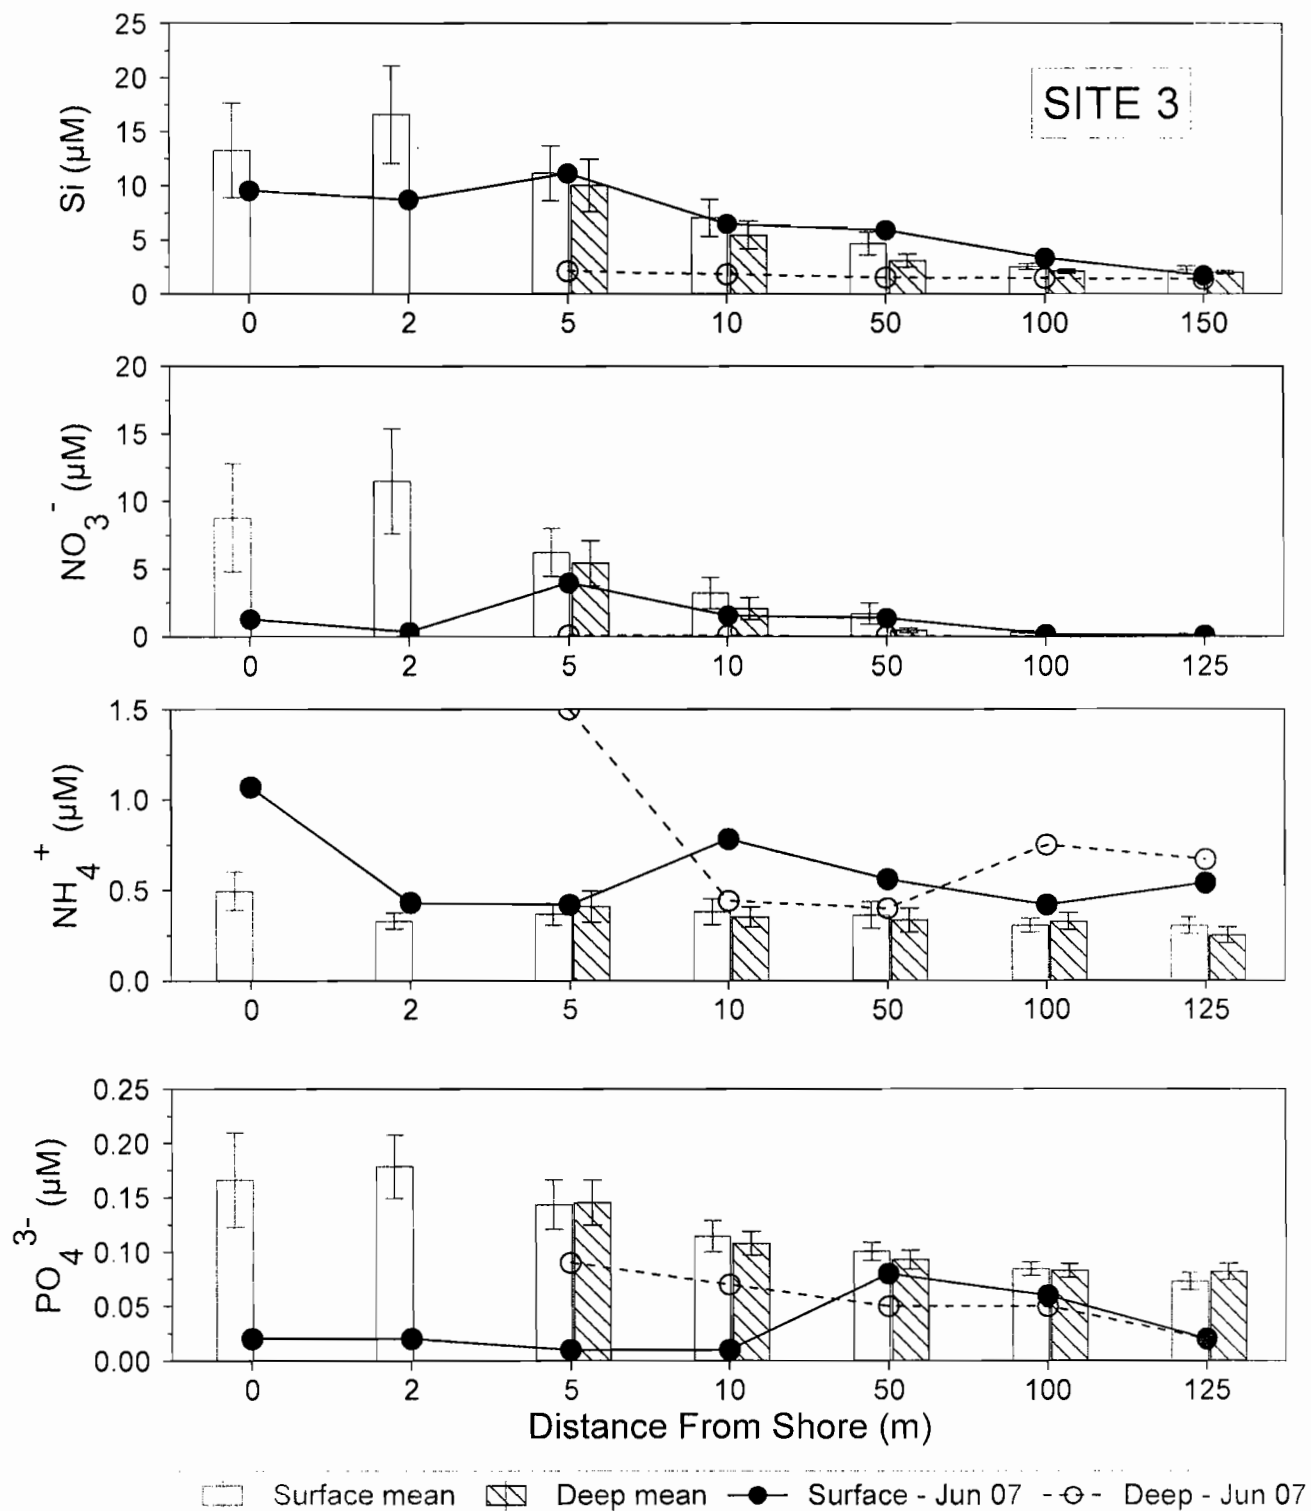 SITE 3
Si (µM)
25
20
15
10
5
0
0 2 5 10 50 100 150
NO3- (µM)
20
15
10
5
0
0 2 5 10 50 100 125
NH4+ (µM)
1.5
1.0
0.5
0.0
0 2 5 10 50 100 125
PO43- (µM)
0.25
0.20
0.15
0.10
0.05
0.00
0 2 5 10 50 100 125
Distance From Shore (m)
Surface mean Deep mean Surface - Jun 07 Deep - Jun 07